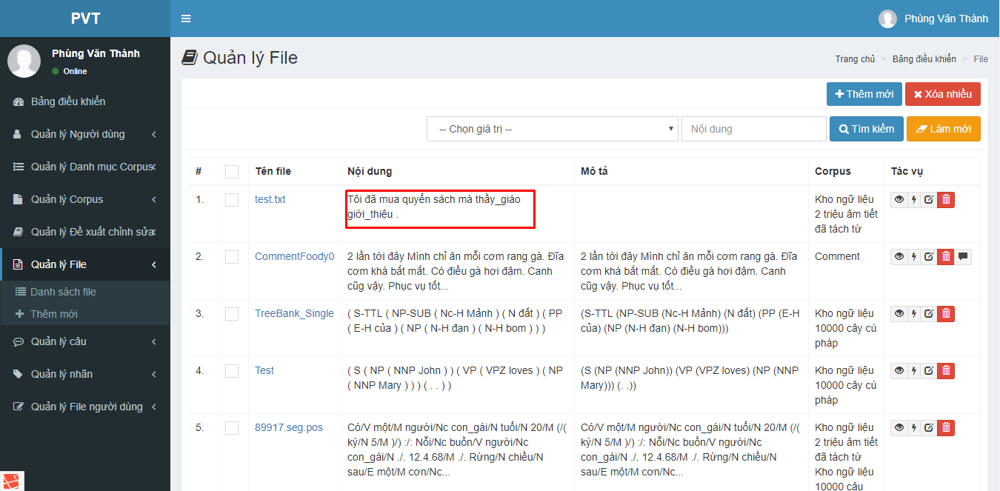 PVT
Phùng Văn Thành
Phùng Văn Thành
Online
Bảng điều khiển
Quản lý Người dùng
Quản lý Danh mục Corpus
Quản lý Corpus
Quản lý Đề xuất chỉnh sửa
Quản lý File
Danh sách file
Thêm mới
Quản lý câu
Quản lý nhãn
Quản lý File người dùng
Quản lý File
Trang chủ > Bảng điều khiển > File
Thêm mới
Xóa nhiều
-- Chọn giá trị --
Nội dung
Tìm kiếm
Làm mới
# Tên file Nội dung Mô tả Corpus Tác vụ
1.
test.txt
Tôi đã mua quyển sách mà thầy_giáo
giới_thiệu .
Kho ngữ liệu
2 triệu âm tiết
đã tách từ
2.
CommentFoody0
2 lần tới đây Mình chỉ ăn mỗi cơm rang gà. Đĩa
cơm khá bắt mắt. Có điều gà hơi đậm. Canh
cũg vậy. Phục vụ tốt...
2 lần tới đây Mình chỉ ăn mỗi cơm rang gà. Đĩa
cơm khá bắt mắt. Có điều gà hơi đậm. Canh
cũg vậy. Phục vụ tốt...
Comment
3.
TreeBank_Single
( S-TTL ( NP-SUB ( Nc-H Mảnh ) ( N đất ) ( PP
( E-H của ) ( NP ( N-H đạn ) ( N-H bom ) ) )
(S-TTL (NP-SUB (Nc-H Mảnh) (N đất) (PP (E-H
của) (NP (N-H đạn) (N-H bom)))
Kho ngữ liệu
10000 cây cú
pháp
4.
Test
( S ( NP ( NNP John ) ) ( VP ( VPZ loves ) ( NP
( NNP Mary ) ) ) ( . . ) )
(S (NP (NNP John)) (VP (VPZ loves) (NP (NNP
Mary))) (. .))
Kho ngữ liệu
10000 cây cú
pháp
5.
89917.seg.pos
Có/V một/M người/Nc con_gái/N tuổi/N 20/M (/(
kỳ/N 5/M )/) :/: Nỗi/Nc buồn/V người/Nc
con_gái/N ./. 12.4.68/M ./. Rừng/N chiều/N
sau/E một/M cơn/Nc...
Có/V một/M người/Nc con_gái/N tuổi/N 20/M (/(
kỳ/N 5/M )/) :/: Nỗi/Nc buồn/V người/Nc
con_gái/N ./. 12.4.68/M ./. Rừng/N chiều/N
sau/E một/M cơn/Nc...
Kho ngữ liệu
2 triệu âm tiết
đã tách từ
Kho ngữ liệu
10000 câu